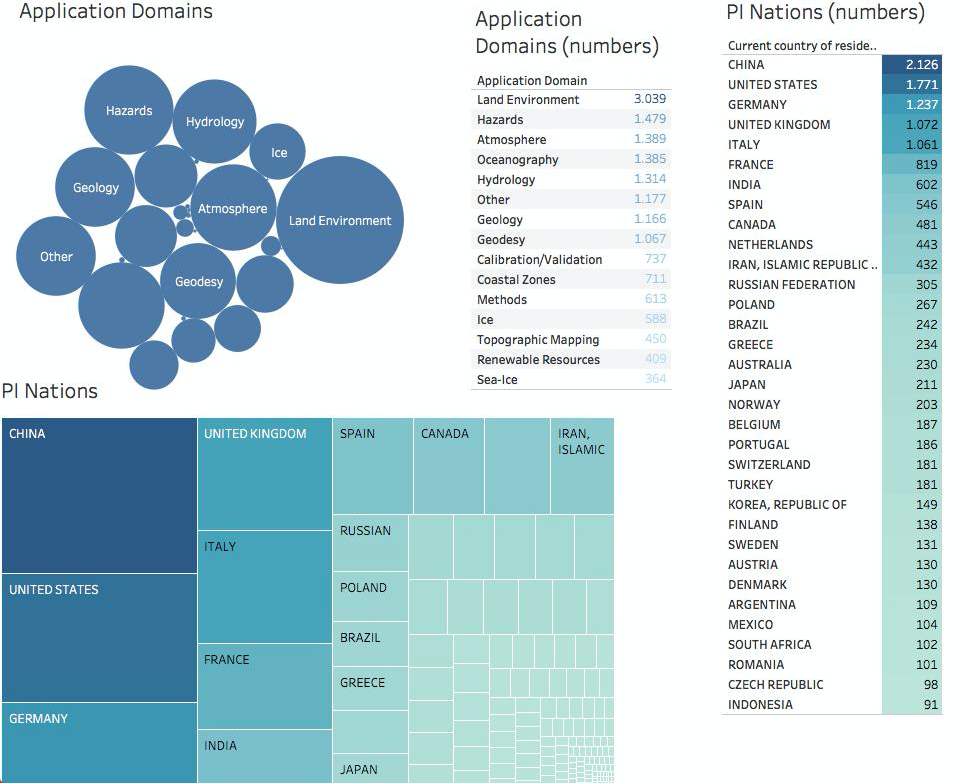 Application Domains
Hazards
Hydrology
Ice
Geology
Atmosphere
Land Environment
Other
Geodesy
Application
Domains (numbers)
Application Domain
Land Environment 3.039
Hazards 1.479
Atmosphere 1.389
Oceanography 1.385
Hydrology 1.314
Other 1.177
Geology 1.166
Geodesy 1.067
Calibration/Validation 737
Coastal Zones 711
Methods 613
Ice 588
Topographic Mapping 450
Renewable Resources 409
Sea-Ice 364
PI Nations
CHINA
UNITED STATES
GERMANY
UNITED KINGDOM
ITALY
FRANCE
INDIA
SPAIN
CANADA
IRAN,
ISLAMIC
RUSSIAN
POLAND
BRAZIL
GREECE
JAPAN
PI Nations (numbers)
Current country of reside..
CHINA 2.126
UNITED STATES 1.771
GERMANY 1.237
UNITED KINGDOM 1.072
ITALY 1.061
FRANCE 819
INDIA 602
SPAIN 546
CANADA 481
NETHERLANDS 443
IRAN, ISLAMIC REPUBLIC .. 432
RUSSIAN FEDERATION 305
POLAND 267
BRAZIL 242
GREECE 234
AUSTRALIA 230
JAPAN 211
NORWAY 203
BELGIUM 187
PORTUGAL 186
SWITZERLAND 181
TURKEY 181
KOREA, REPUBLIC OF 149
FINLAND 138
SWEDEN 131
AUSTRIA 130
DENMARK 130
ARGENTINA 109
MEXICO 104
SOUTH AFRICA 102
ROMANIA 101
CZECH REPUBLIC 98
INDONESIA 91